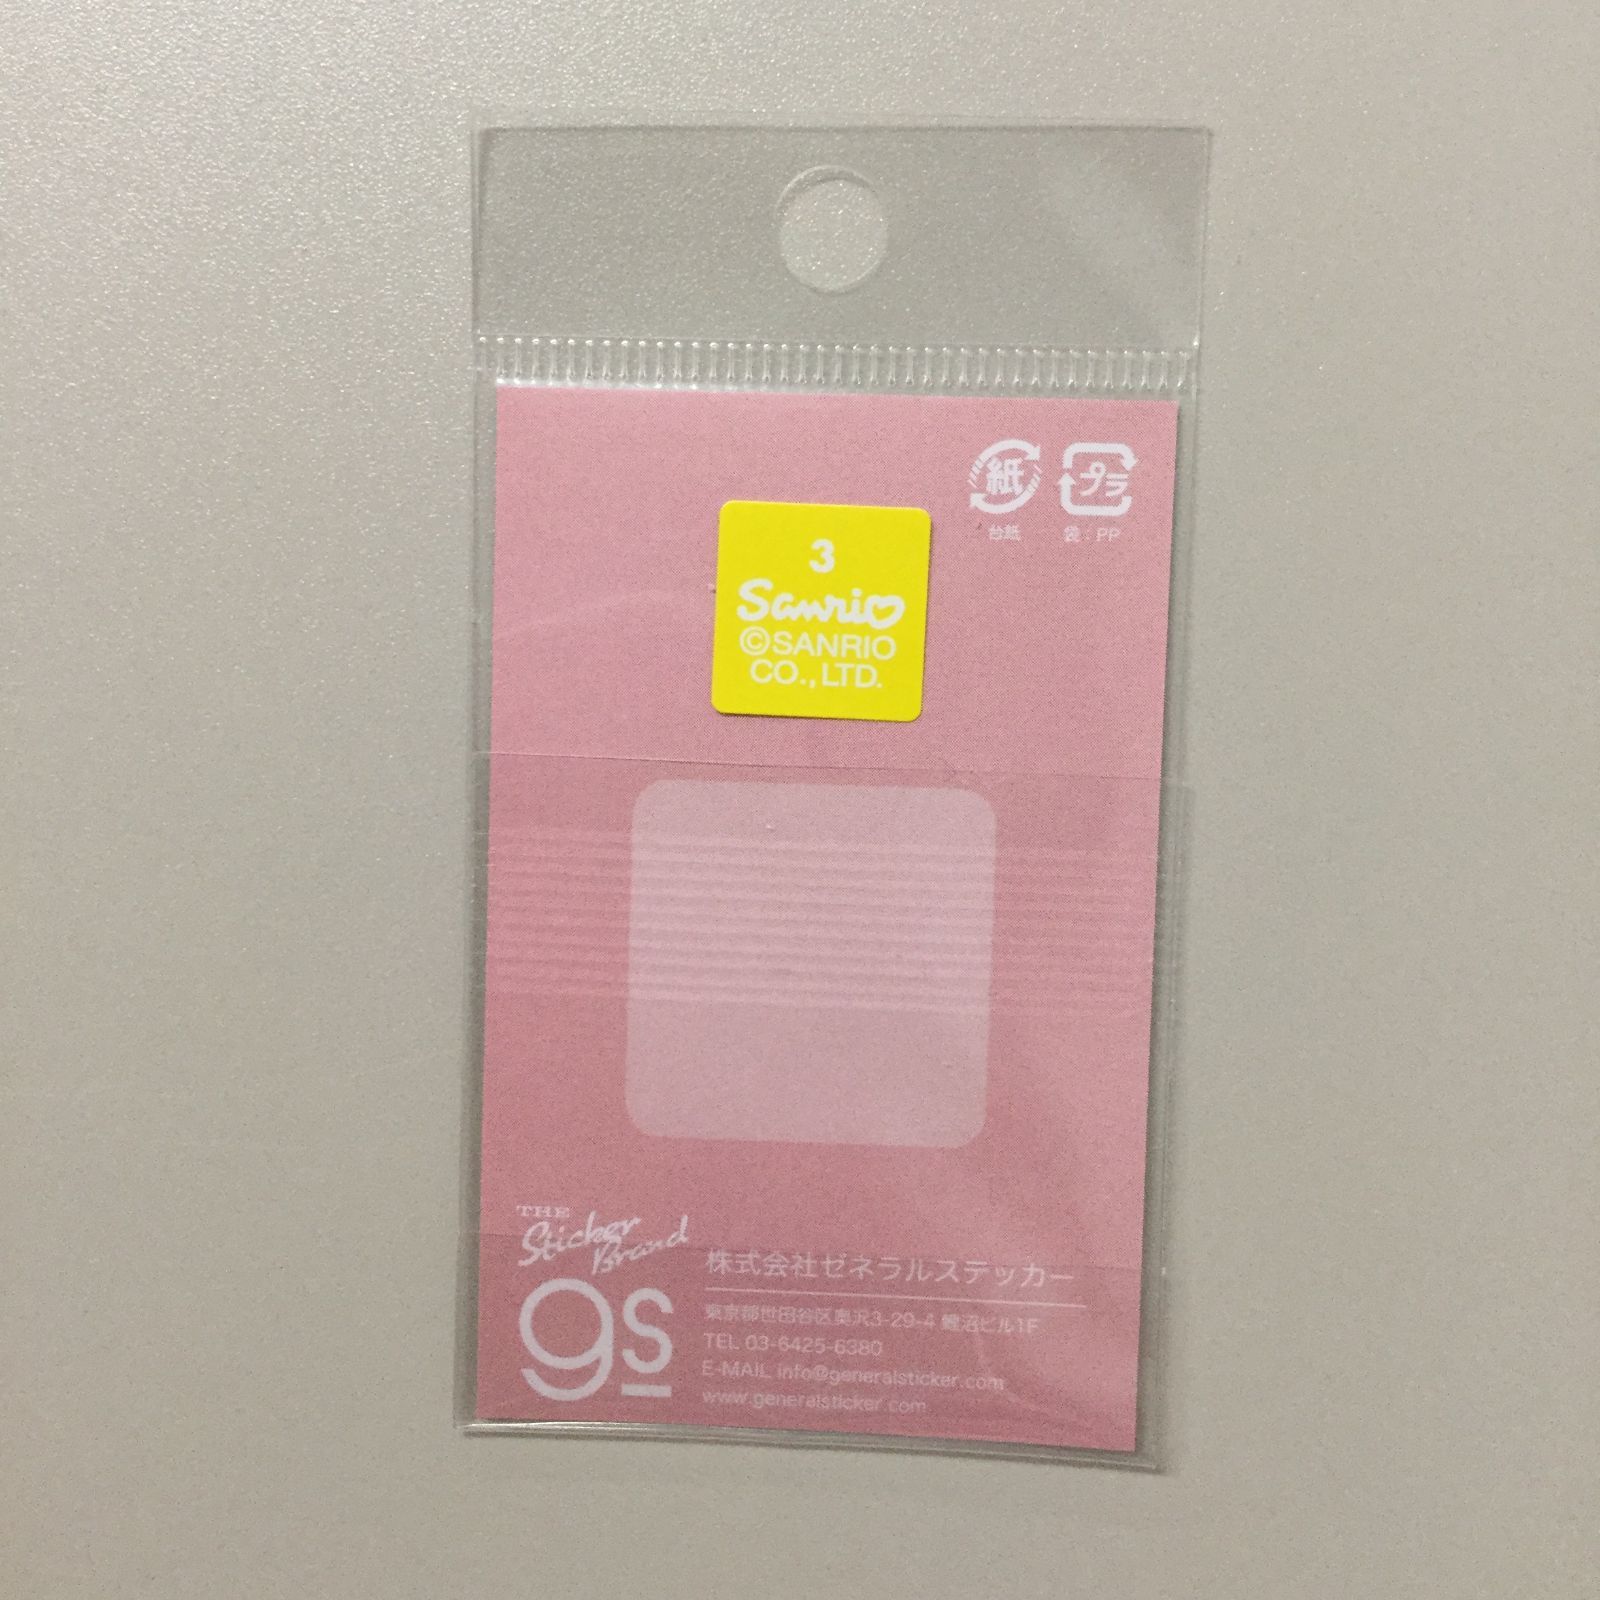 紙
プラ
台紙
袋:PP
3
Sanrio
©SANRIO
CO.,LTD.
THE
Sticker
Brand
gs
株式会社ゼネラルステッカー
東京都世田谷区奥沢3-29-4 鯉沼ビル1F
TEL 03-6425-6380
E-MAIL info@generalsticker.com
www.generalsticker.com